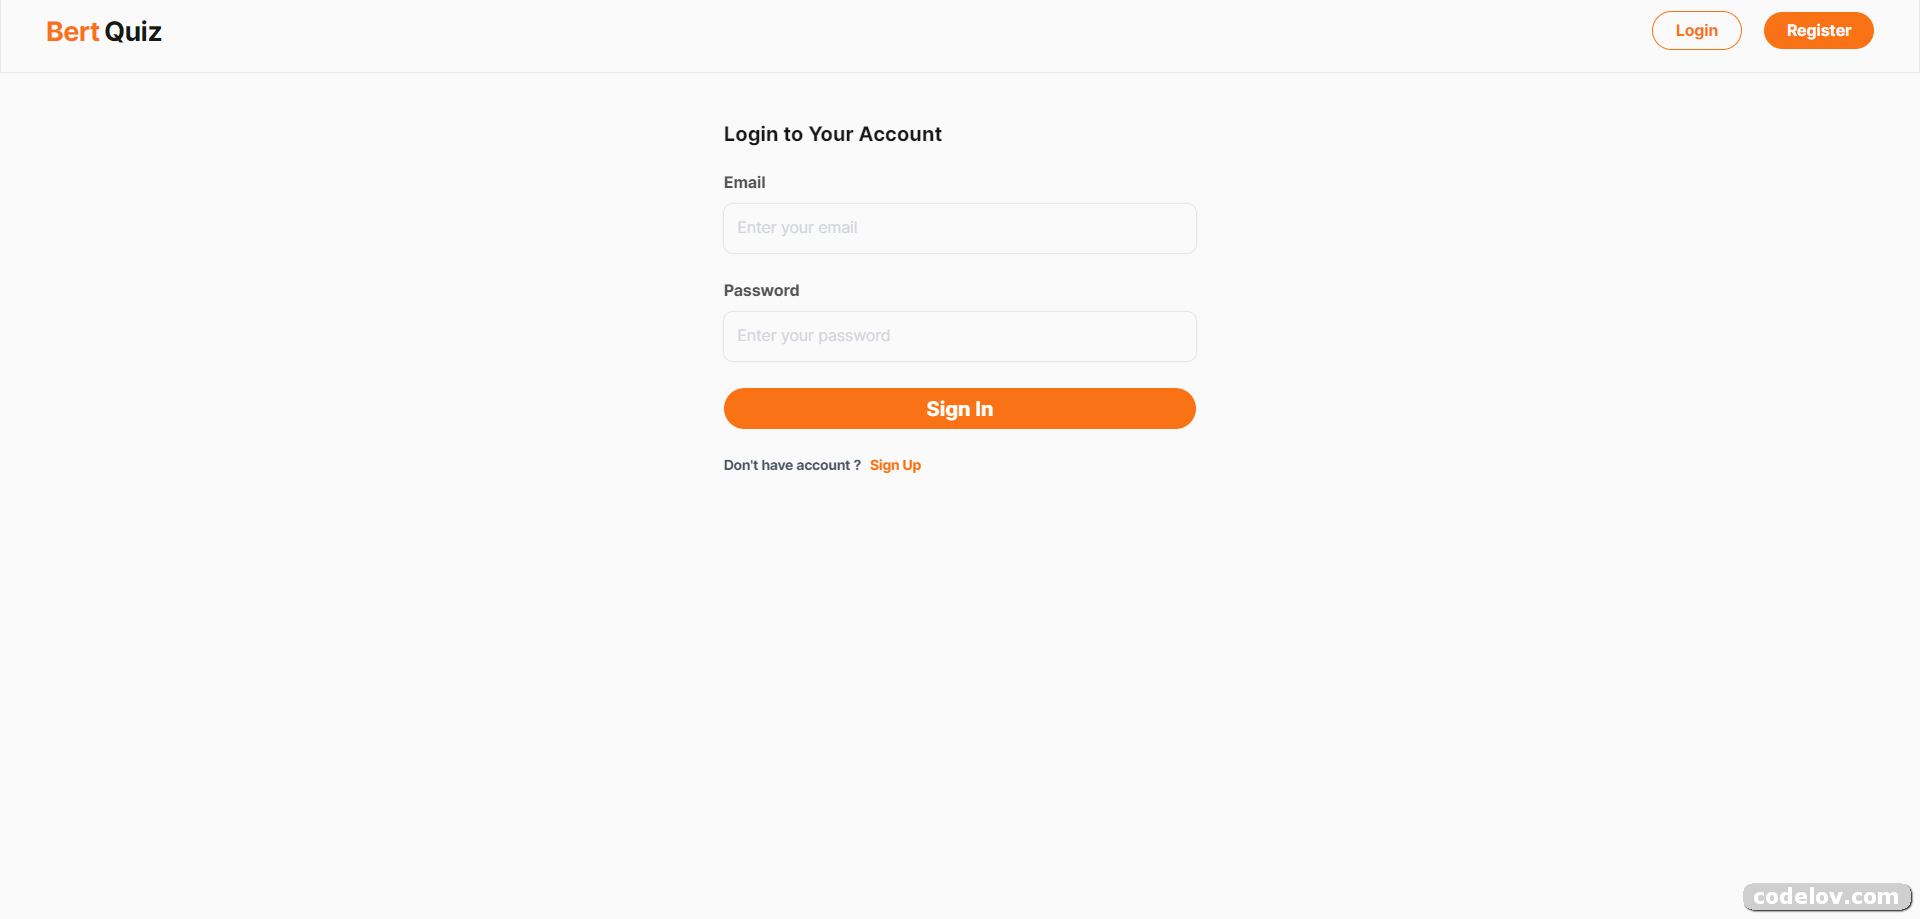 Bert Quiz
Login
Register
Login to Your Account
Email
Enter your email
Password
Enter your password
Sign In
Don't have account ? Sign Up
codelov.com